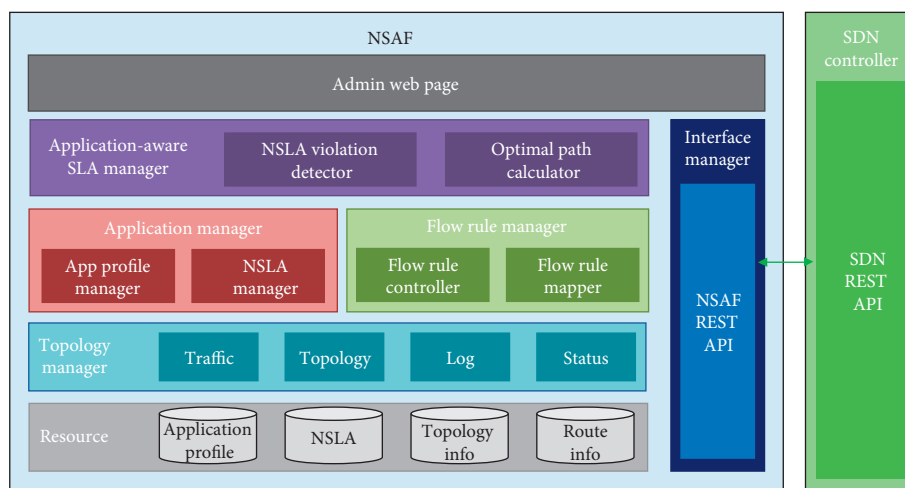 NSAF
Admin web page
Application-aware
SLA manager
NSLA violation
detector
Optimal path
calculator
Application manager
App profile
manager
NSLA
manager
Flow rule manager
Flow rule
controller
Flow rule
mapper
Topology
manager
Traffic
Topology
Log
Status
Resource
Application
profile
NSLA
Topology
info
Route
info
Interface
manager
NSAF
REST
API
SDN
controller
SDN
REST
API